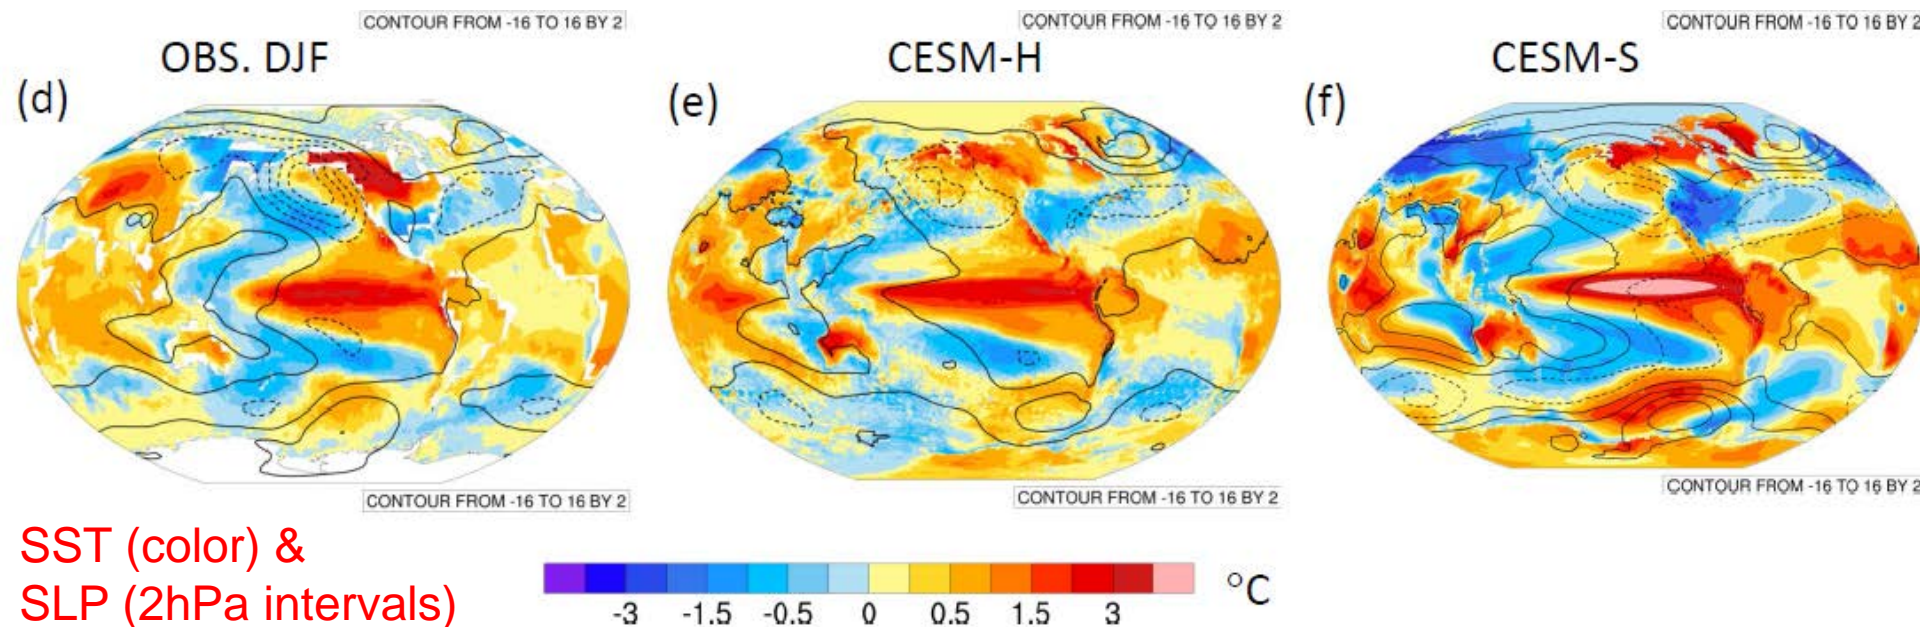 CONTOUR FROM -16 TO 16 BY 2
CONTOUR FROM -16 TO 16 BY 2
CONTOUR FROM -16 TO 16 BY 2
OBS. DJF
CESM-H
CESM-S
(d)
(e)
(f)
CONTOUR FROM -16 TO 16 BY 2
CONTOUR FROM -16 TO 16 BY 2
CONTOUR FROM -16 TO 16 BY 2
SST (color) &
SLP (2hPa intervals)
°C
-3 -1.5 -0.5 0 0.5 1.5 3